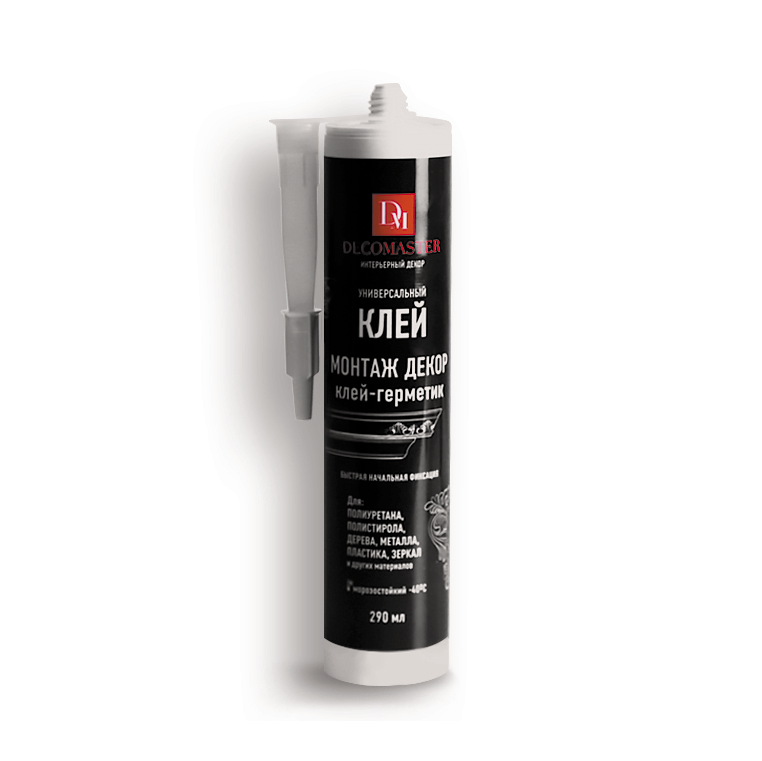 DM
DECOMASTER
ИНТЕРЬЕРНЫЙ ДЕКОР
УНИВЕРСАЛЬНЫЙ
КЛЕЙ
МОНТАЖ ДЕКОР
клей-герметик
БЫСТРАЯ НАЧАЛЬНАЯ ФИКСАЦИЯ
Для:
ПОЛИУРЕТАНА,
ПОЛИСТИРОЛА,
ДЕРЕВА, МЕТАЛЛА,
ПЛАСТИКА, ЗЕРКАЛ
и других материалов
морозостойкий -40°С
290 мл